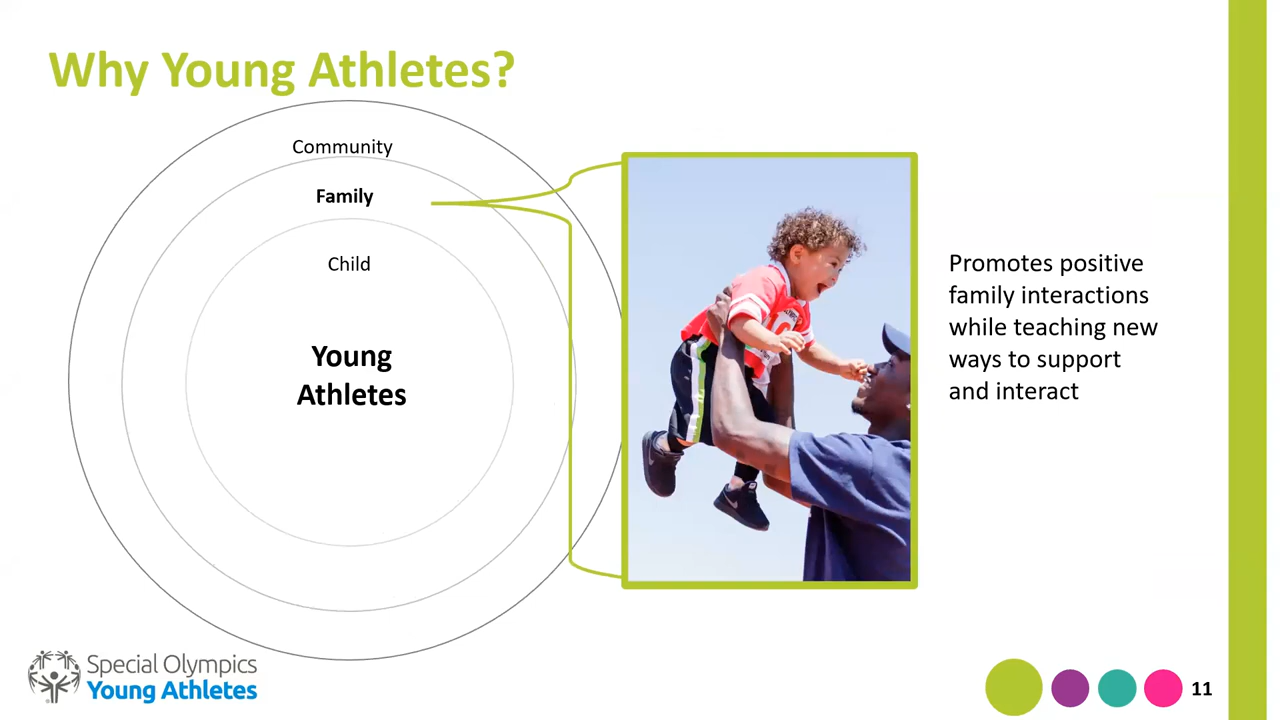 Why Young Athletes?
Community
Family
Child
Young
Athletes
Promotes positive
family interactions
while teaching new
ways to support
and interact
Special Olympics
Young Athletes
11